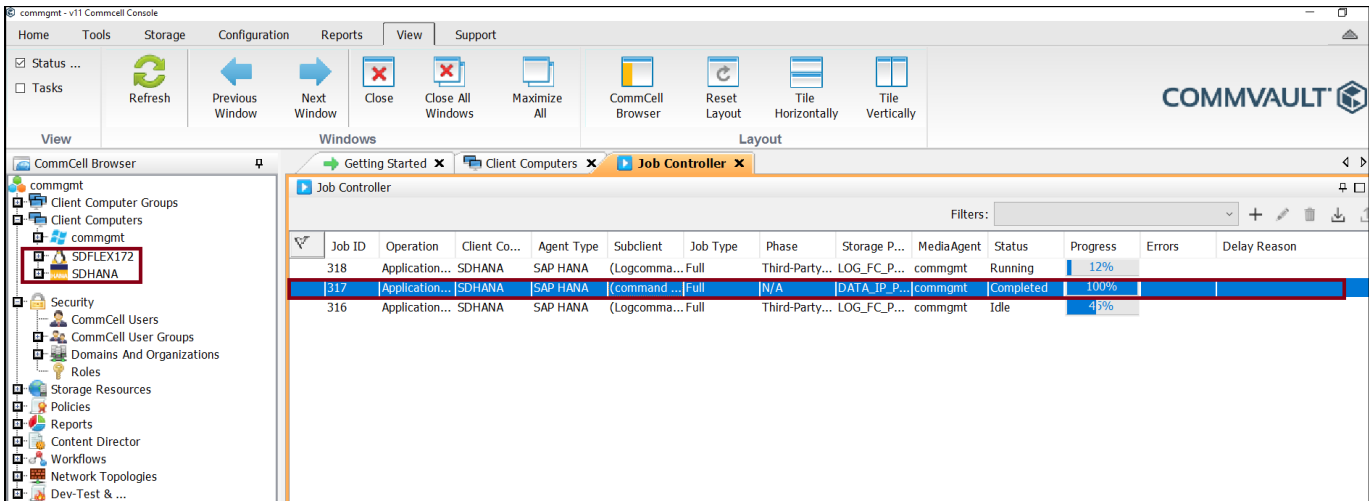 commgmt - v11 Commcell Console
Home Tools Storage Configuration Reports View Support
Status ...
Tasks
Refresh
Previous Window
Next Window
Close
Close All Windows
Maximize All
CommCell Browser
Reset Layout
Tile Horizontally
Tile Vertically
COMMVAULT
View Windows Layout
CommCell Browser
Getting Started Client Computers Job Controller
commgmt
Client Computer Groups
Client Computers
commgmt
SDFLEX172
SDHANA
Security
CommCell Users
CommCell User Groups
Domains And Organizations
Roles
Storage Resources
Policies
Reports
Content Director
Workflows
Network Topologies
Dev-Test & ...
Job Controller
Filters:
Job ID Operation Client Co... Agent Type Subclient Job Type Phase Storage P... MediaAgent Status Progress Errors Delay Reason
318 Application... SDHANA SAP HANA (Logcomma... Full Third-Party... LOG_FC_P... commgmt Running 12%
317 Application... SDHANA SAP HANA (command ... Full N/A DATA_IP_P... commgmt Completed 100%
316 Application... SDHANA SAP HANA (Logcomma... Full Third-Party... LOG_FC_P... commgmt Idle 45%